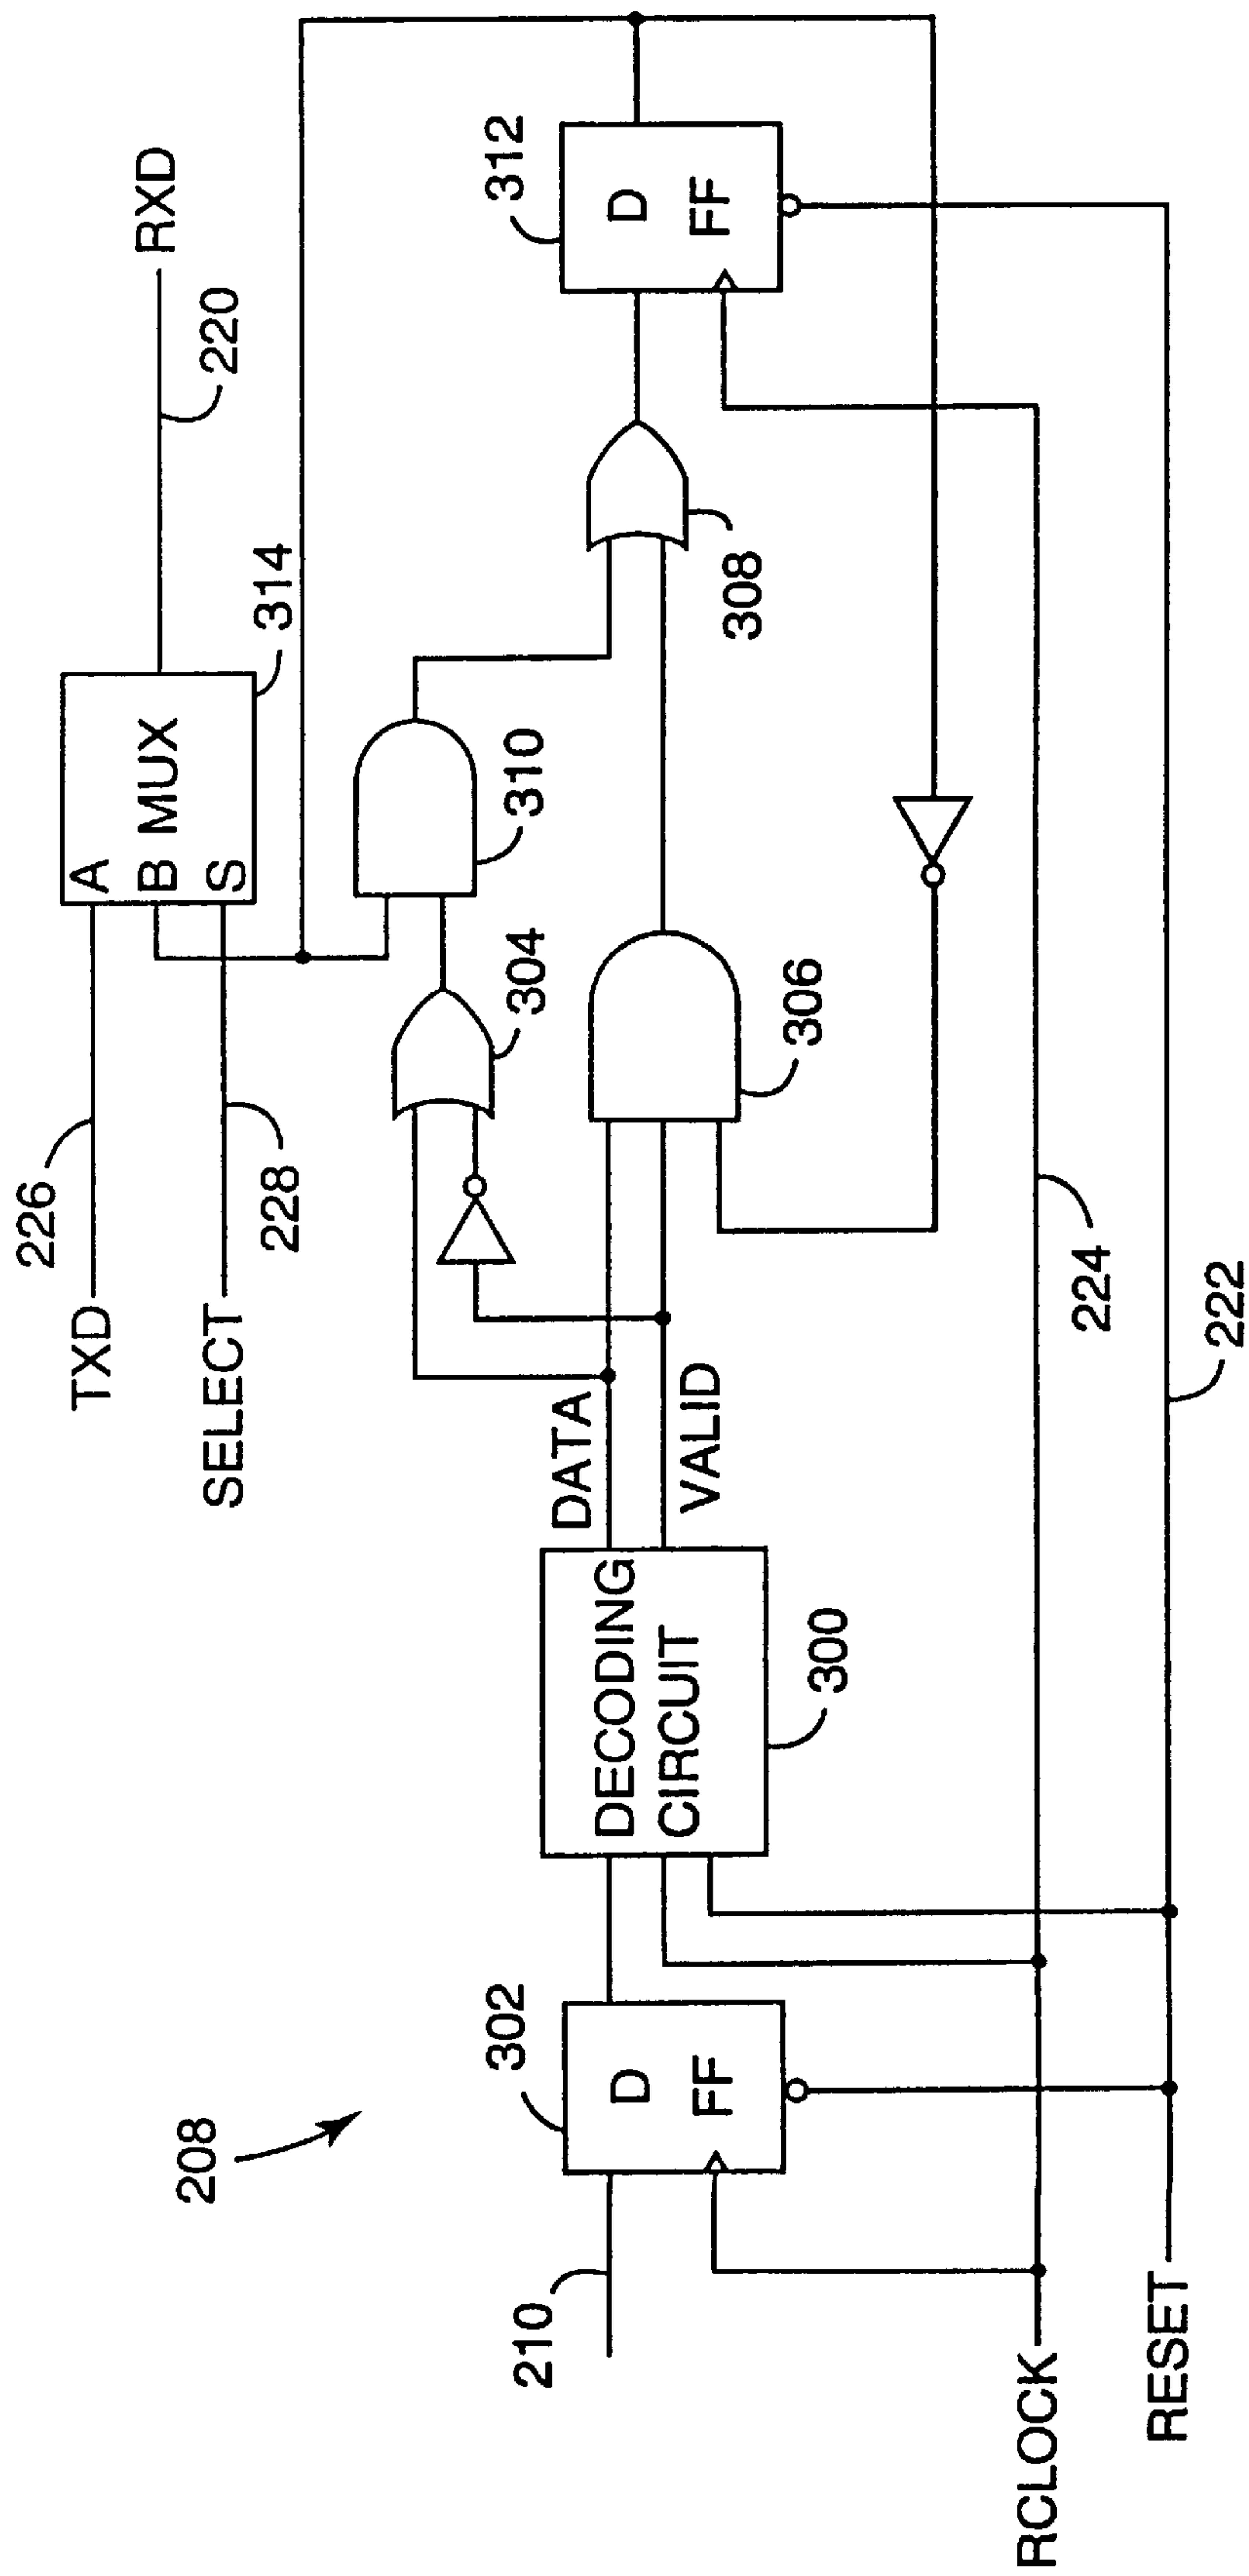 208
TXD
226
SELECT
228
A
B MUX
S
314
220
RXD
210
302
D
FF
DECODING
CIRCUIT
300
DATA
VALID
304
310
306
308
312
D
FF
RCLOCK
224
RESET
222